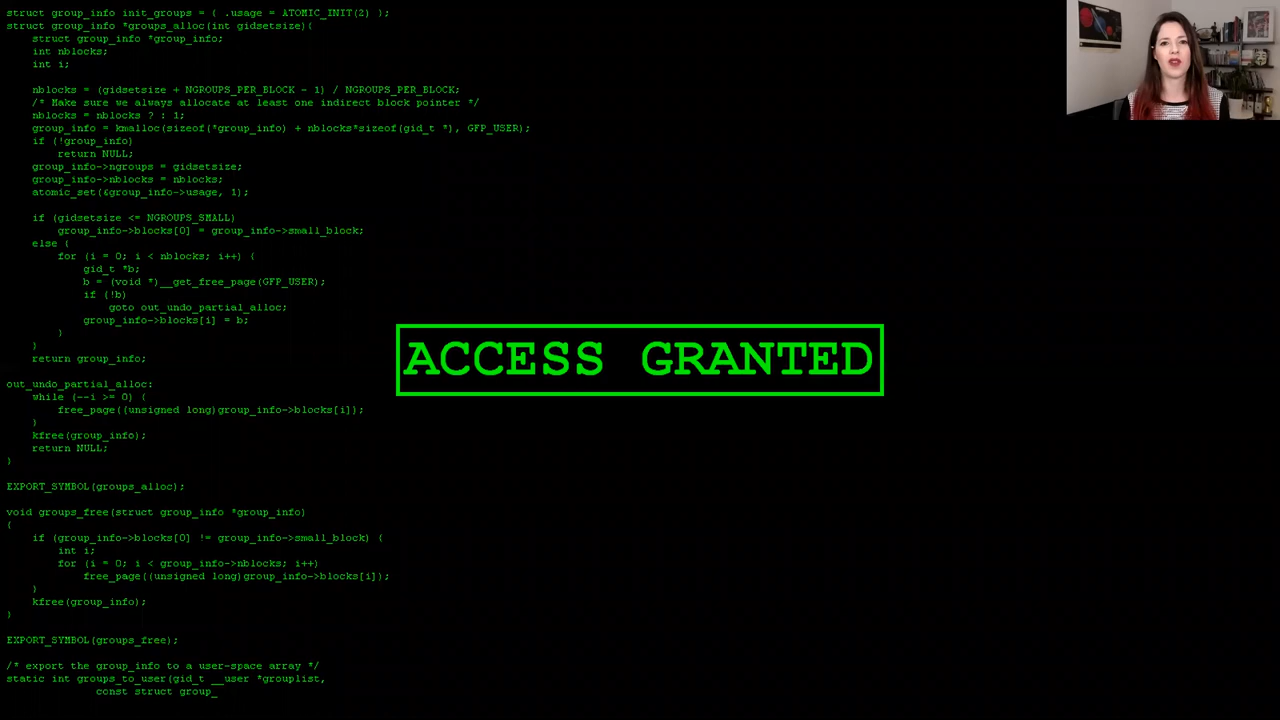 struct group_info init_groups = { .usage = ATOMIC_INIT(2) };
struct group_info *groups_alloc(int gidsetsize){
struct group_info *group_info;
int nblocks;
int i;
nblocks = (gidsetsize + NGROUPS_PER_BLOCK - 1) / NGROUPS_PER_BLOCK;
/* Make sure we always allocate at least one indirect block pointer */
nblocks = nblocks ? : 1;
group_info = kmalloc(sizeof(*group_info) + nblocks*sizeof(gid_t *), GFP_USER);
if (!group_info)
return NULL;
group_info->ngroups = gidsetsize;
group_info->nblocks = nblocks;
atomic_set(&group_info->usage, 1);
if (gidsetsize <= NGROUPS_SMALL)
group_info->blocks[0] = group_info->small_block;
else {
for (i = 0; i < nblocks; i++) {
gid_t *b;
b = (void *)__get_free_page(GFP_USER);
if (!b)
goto out_undo_partial_alloc;
group_info->blocks[i] = b;
}
}
return group_info;
ACCESS GRANTED
out_undo_partial_alloc:
while (--i >= 0) {
free_page((unsigned long)group_info->blocks[i]);
}
kfree(group_info);
return NULL;
}
EXPORT_SYMBOL(groups_alloc);
void groups_free(struct group_info *group_info)
{
if (group_info->blocks[0] != group_info->small_block) {
int i;
for (i = 0; i < group_info->nblocks; i++)
free_page((unsigned long)group_info->blocks[i]);
}
kfree(group_info);
}
EXPORT_SYMBOL(groups_free);
/* export the group_info to a user-space array */
static int groups_to_user(gid_t __user *grouplist,
const struct group_